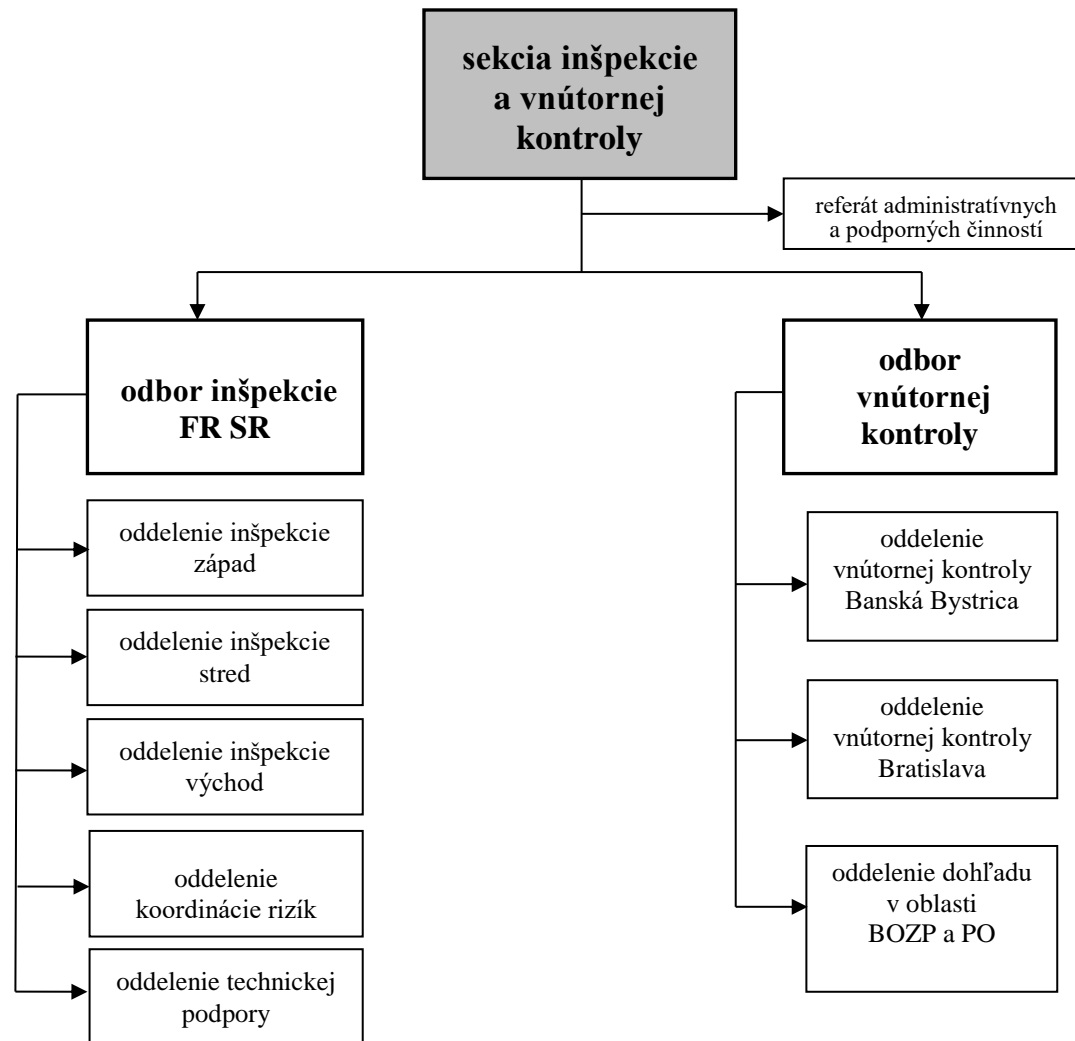 sekcia inšpekcie
a vnútornej
kontroly
referát administratívnych
a podporných činností
odbor inšpekcie
FR SR
oddelenie inšpekcie
západ
oddelenie inšpekcie
stred
oddelenie inšpekcie
východ
oddelenie
koordinácie rizík
oddelenie technickej
podpory
odbor
vnútornej
kontroly
oddelenie
vnútornej kontroly
Banská Bystrica
oddelenie
vnútornej kontroly
Bratislava
oddelenie dohľadu
v oblasti
BOZP a PO